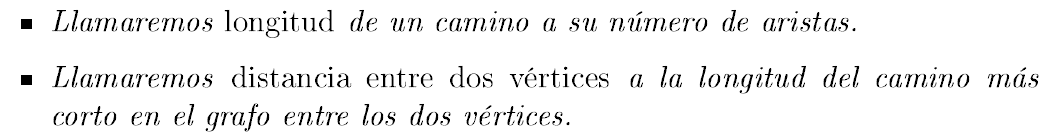 ▪ Llamaremos longitud de un camino a su número de aristas.
▪ Llamaremos distancia entre dos vértices a la longitud del camino más
corto en el grafo entre los dos vértices.